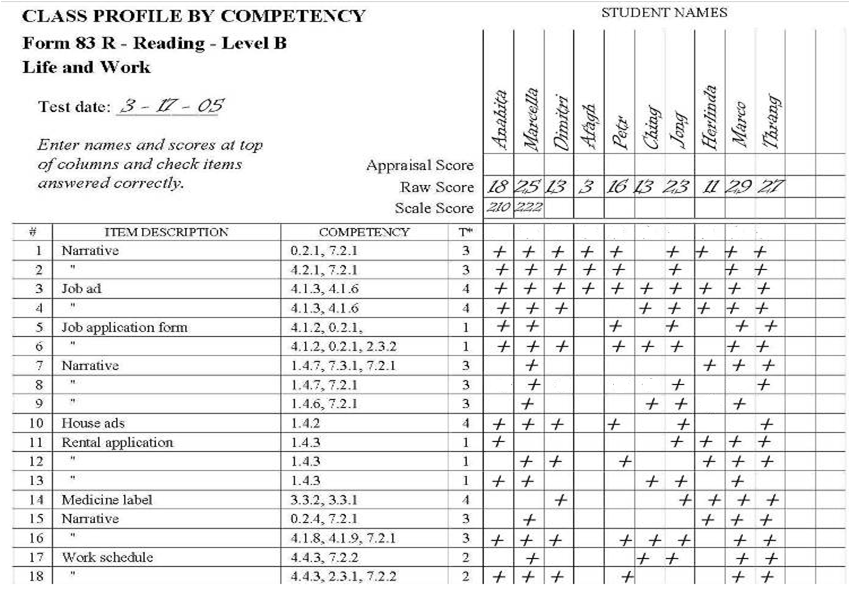 CLASS PROFILE BY COMPETENCY
Form 83 R - Reading - Level B
Life and Work
Test date: 3 - 17 - 05
Enter names and scores at top
of columns and check items
answered correctly.
STUDENT NAMES
Anahita Marcella Dimitri Afagh Petr Ching Jong Herlinda Marco Thrang
Appraisal Score
Raw Score 18 25 13 3 16 13 23 11 29 27
Scale Score 210 222
# ITEM DESCRIPTION COMPETENCY T*
1 Narrative 0.2.1, 7.2.1 3 + + + + + + + + +
2 " 4.2.1, 7.2.1 3 + + + + + + + +
3 Job ad 4.1.3, 4.1.6 4 + + + + + + + + + +
4 " 4.1.3, 4.1.6 4 + + + + + + + +
5 Job application form 4.1.2, 0.2.1, 1 + + + + + +
6 " 4.1.2, 0.2.1, 2.3.2 1 + + + + + + + +
7 Narrative 1.4.7, 7.3.1, 7.2.1 3 + + + +
8 " 1.4.7, 7.2.1 3 + + +
9 " 1.4.6, 7.2.1 3 + + + +
10 House ads 1.4.2 4 + + + + + +
11 Rental application 1.4.3 1 + + + + +
12 " 1.4.3 1 + + + + + +
13 " 1.4.3 1 + + + + +
14 Medicine label 3.3.2, 3.3.1 4 + + + + +
15 Narrative 0.2.4, 7.2.1 3 + + + +
16 " 4.1.8, 4.1.9, 7.2.1 3 + + + + + + + +
17 Work schedule 4.4.3, 7.2.2 2 + + + + +
18 " 4.4.3, 2.3.1, 7.2.2 2 + + + + + +